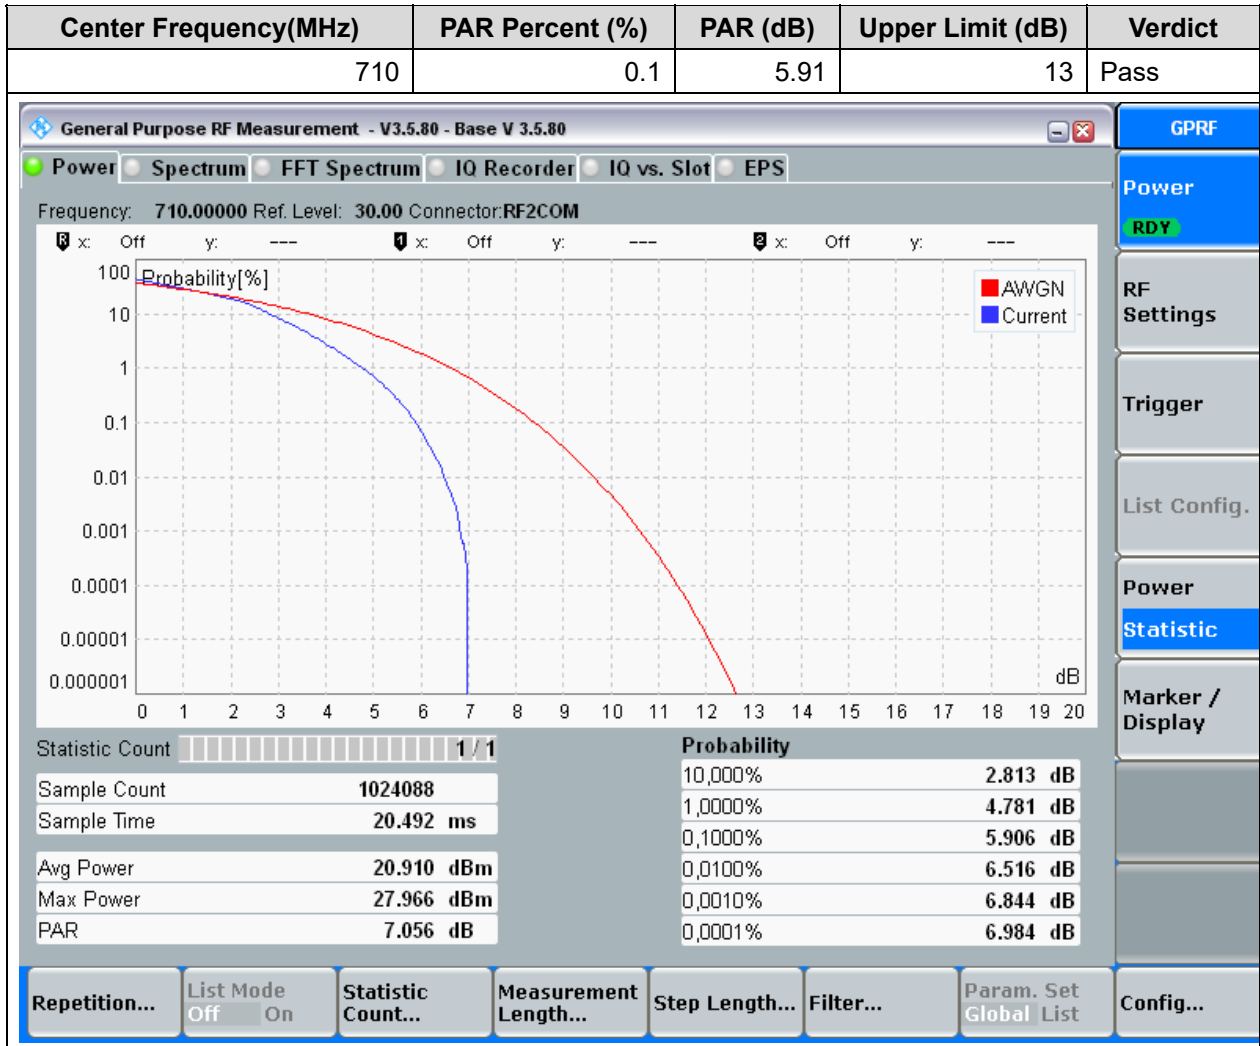 Center Frequency(MHz) PAR Percent (%) PAR (dB) Upper Limit (dB) Verdict
710 0.1 5.91 13 Pass
General Purpose RF Measurement - V3.5.80 - Base V 3.5.80
GPRF
Power Spectrum FFT Spectrum IQ Recorder IQ vs. Slot EPS
Power
RDY
Frequency: 710.00000 Ref. Level: 30.00 Connector:RF2COM
R x: Off y: --- 1 x: Off y: --- 2 x: Off y: ---
100 Probability[%]
AWGN
Current
10
1
0.1
0.01
0.001
0.0001
0.00001
0.000001
dB
0 1 2 3 4 5 6 7 8 9 10 11 12 13 14 15 16 17 18 19 20
RF
Settings
Trigger
List Config.
Power
Statistic
Marker /
Display
Statistic Count 1 / 1
Sample Count 1024088
Sample Time 20.492 ms
Avg Power 20.910 dBm
Max Power 27.966 dBm
PAR 7.056 dB
Probability
10,000% 2.813 dB
1,0000% 4.781 dB
0,1000% 5.906 dB
0,0100% 6.516 dB
0,0010% 6.844 dB
0,0001% 6.984 dB
Repetition...
List Mode
Off On
Statistic
Count...
Measurement
Length...
Step Length...
Filter...
Param. Set
Global List
Config...